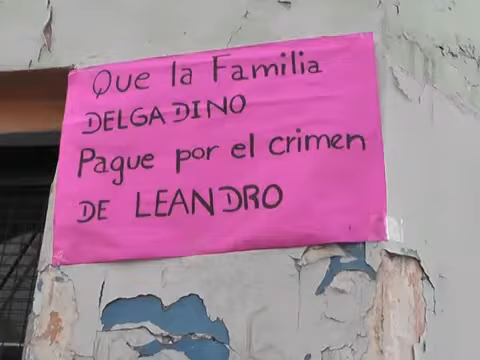 Que la Familia
DELGADINO
Pague por el crimen
DE LEANDRO